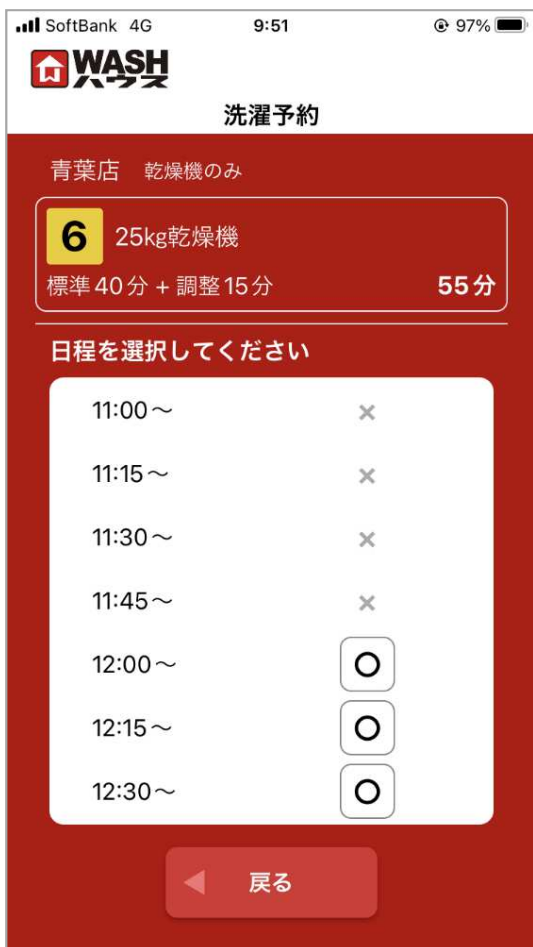 SoftBank 4G 9:51 97%
WASH
ハウス
洗濯予約
青葉店 乾燥機のみ
6 25kg乾燥機
標準40分 + 調整15分 55分
日程を選択してください
11:00〜 ×
11:15〜 ×
11:30〜 ×
11:45〜 ×
12:00〜 ○
12:15〜 ○
12:30〜 ○
戻る